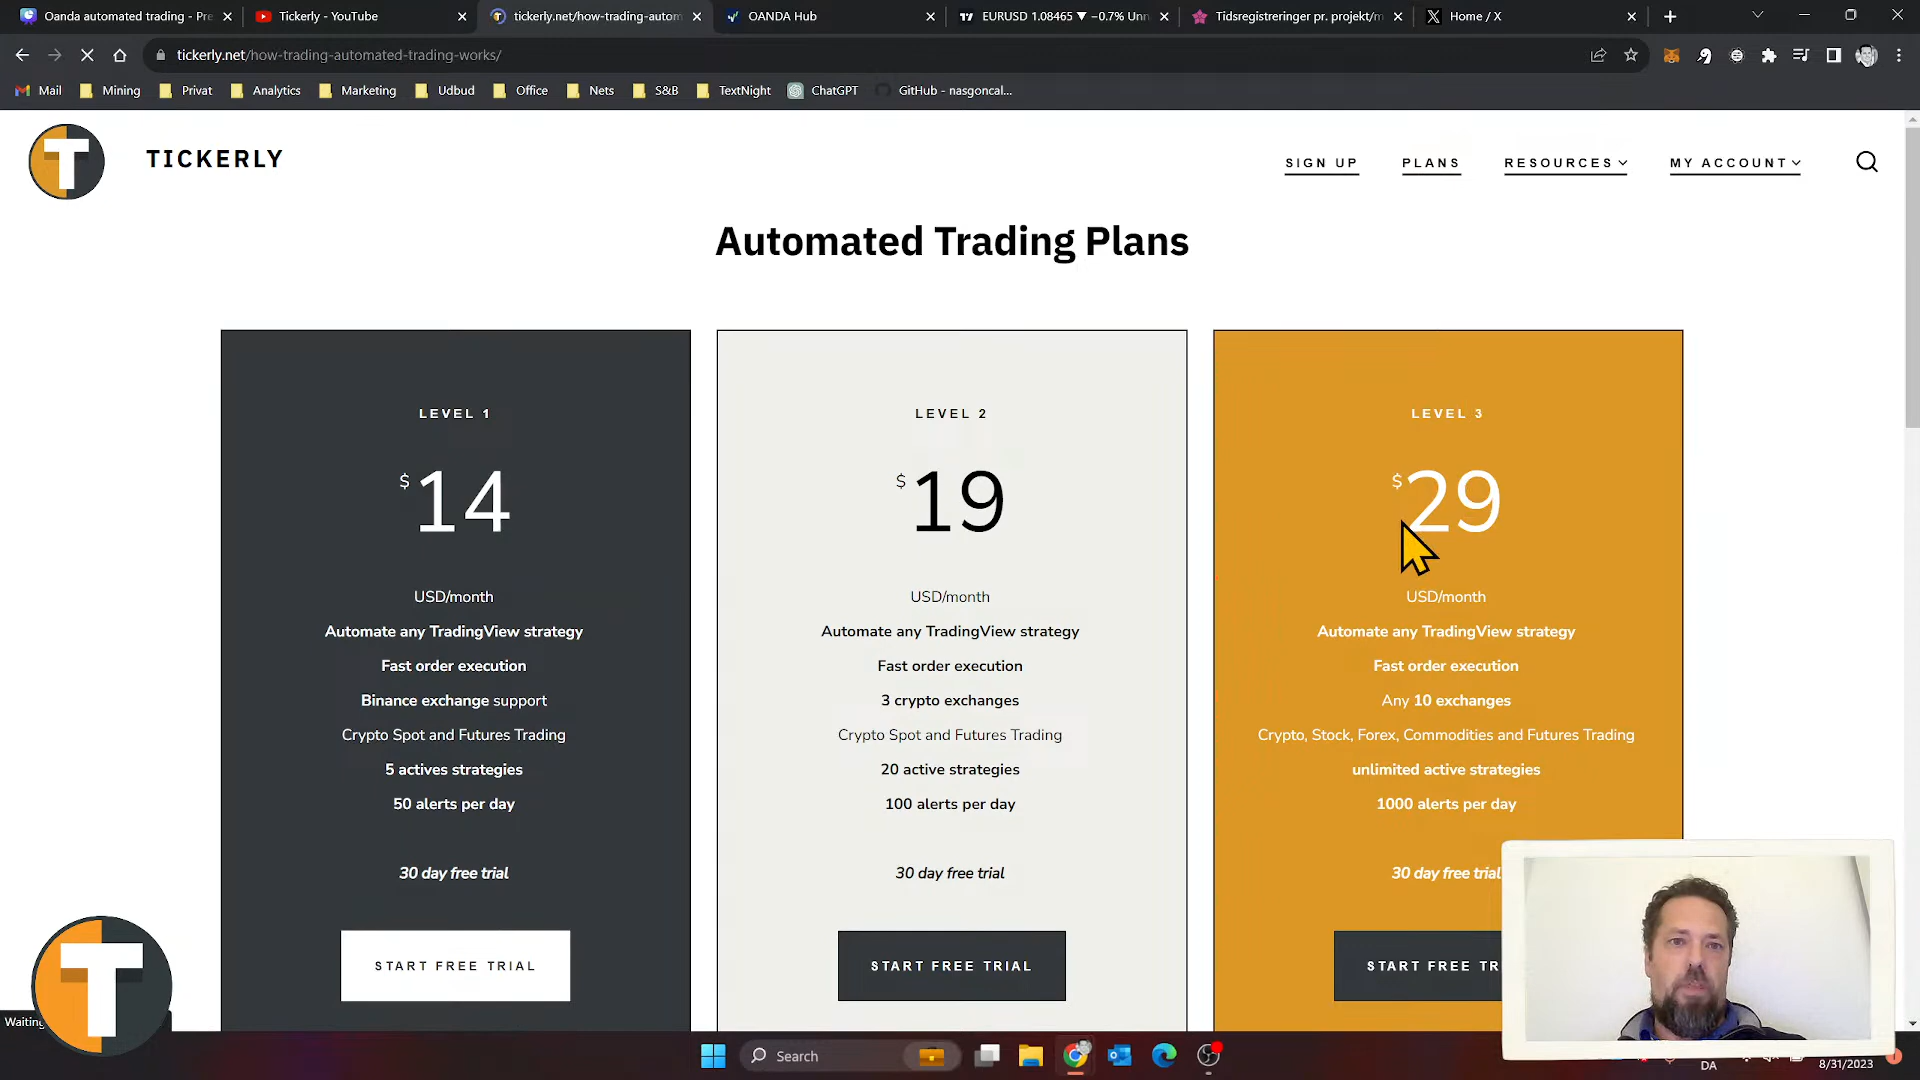 Oanda automated trading - Pre
Tickerly - YouTube
tickerly.net/how-trading-autom
OANDA Hub
EURUSD 1.08465 ▼ −0.7% Unn
Tidsregistreringer pr. projekt/m
Home / X
tickerly.net/how-trading-automated-trading-works/
Mail
Mining
Privat
Analytics
Marketing
Udbud
Office
Nets
S&B
TextNight
ChatGPT
GitHub - nasgoncal...
T
TICKERLY
SIGN UP
PLANS
RESOURCES
MY ACCOUNT
Automated Trading Plans
LEVEL 1
$14
USD/month
Automate any TradingView strategy
Fast order execution
Binance exchange support
Crypto Spot and Futures Trading
5 actives strategies
50 alerts per day
30 day free trial
START FREE TRIAL
LEVEL 2
$19
USD/month
Automate any TradingView strategy
Fast order execution
3 crypto exchanges
Crypto Spot and Futures Trading
20 active strategies
100 alerts per day
30 day free trial
START FREE TRIAL
LEVEL 3
$29
USD/month
Automate any TradingView strategy
Fast order execution
Any 10 exchanges
Crypto, Stock, Forex, Commodities and Futures Trading
unlimited active strategies
1000 alerts per day
30 day free trial
START FREE TR
T
Waiting
Search
DA
8/31/2023